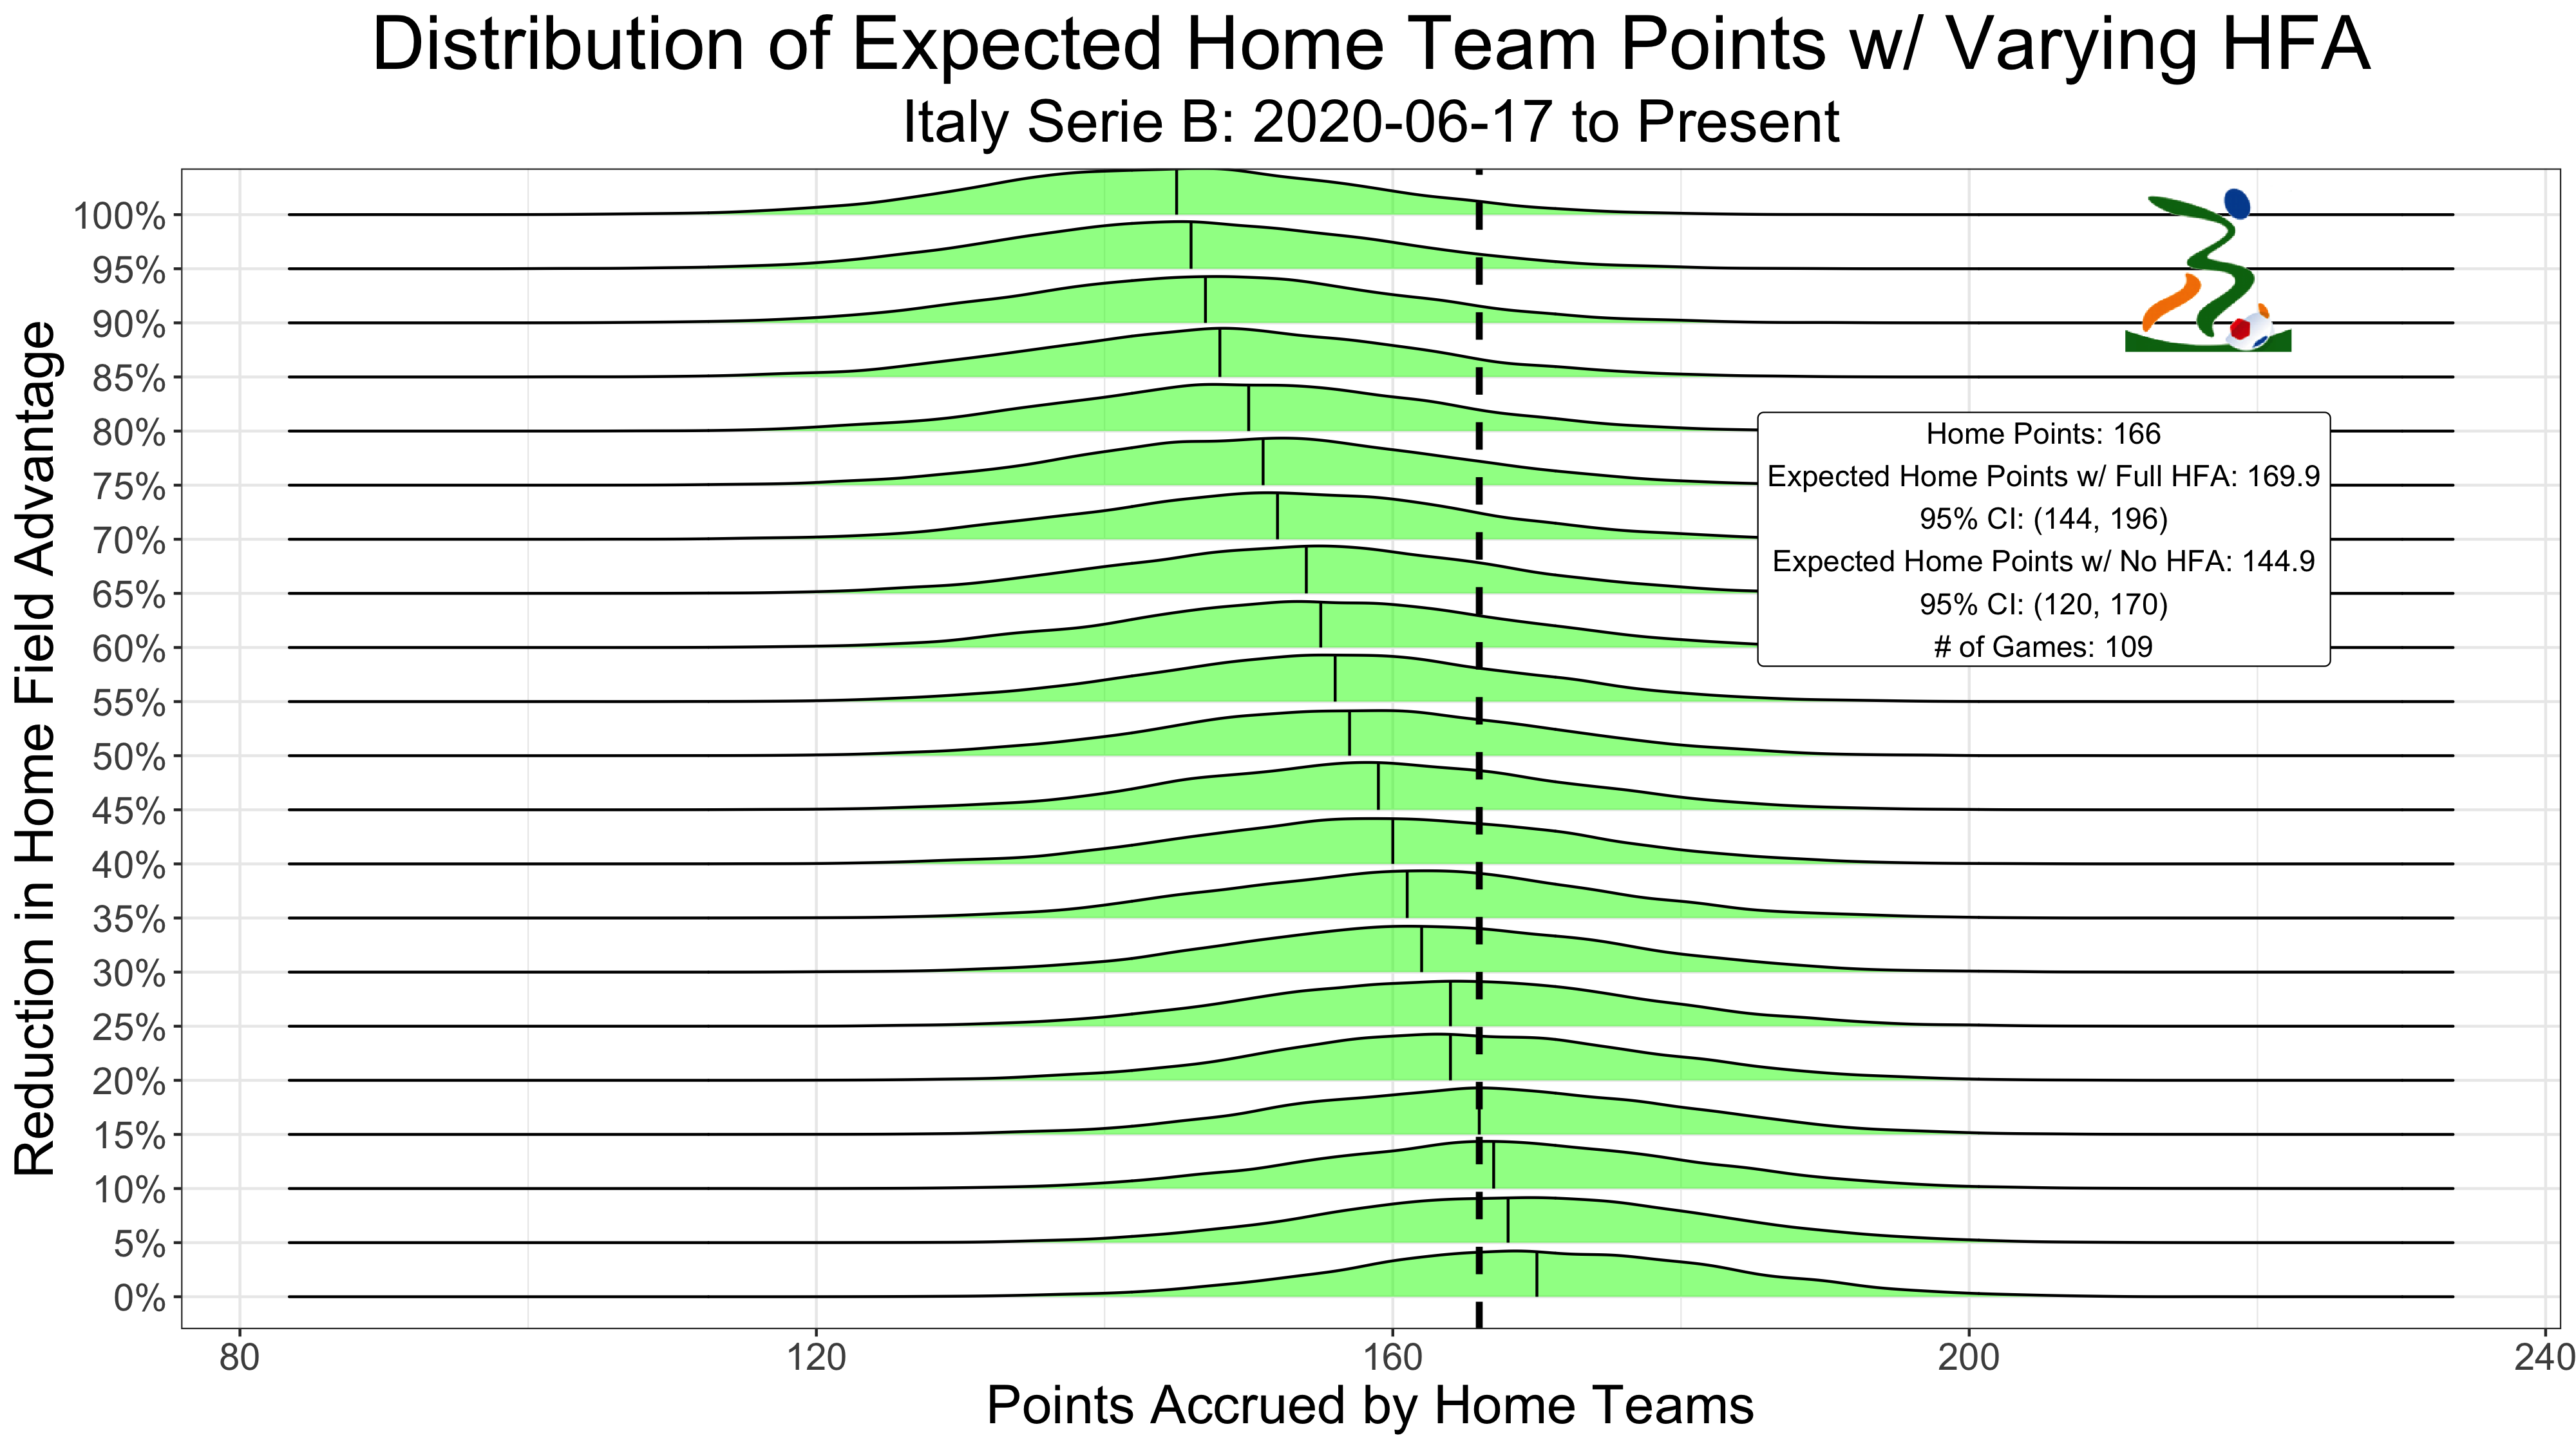 Distribution of Expected Home Team Points w/ Varying HFA
Italy Serie B: 2020-06-17 to Present
Reduction in Home Field Advantage
100%
95%
90%
85%
80%
75%
70%
65%
60%
55%
50%
45%
40%
35%
30%
25%
20%
15%
10%
5%
0%
Home Points: 166
Expected Home Points w/ Full HFA: 169.9
95% CI: (144, 196)
Expected Home Points w/ No HFA: 144.9
95% CI: (120, 170)
# of Games: 109
80 120 160 200 240
Points Accrued by Home Teams